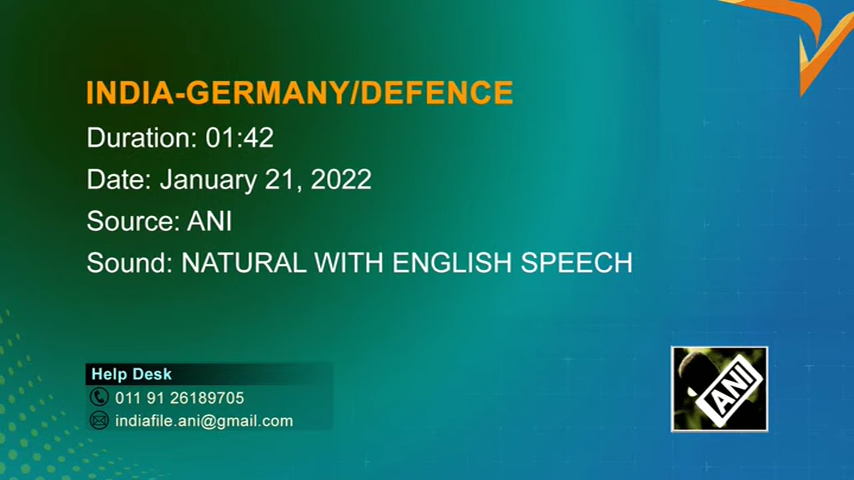 INDIA-GERMANY/DEFENCE
Duration: 01:42
Date: January 21, 2022
Source: ANI
Sound: NATURAL WITH ENGLISH SPEECH
Help Desk
011 91 26189705
indiafile.ani@gmail.com
ANI